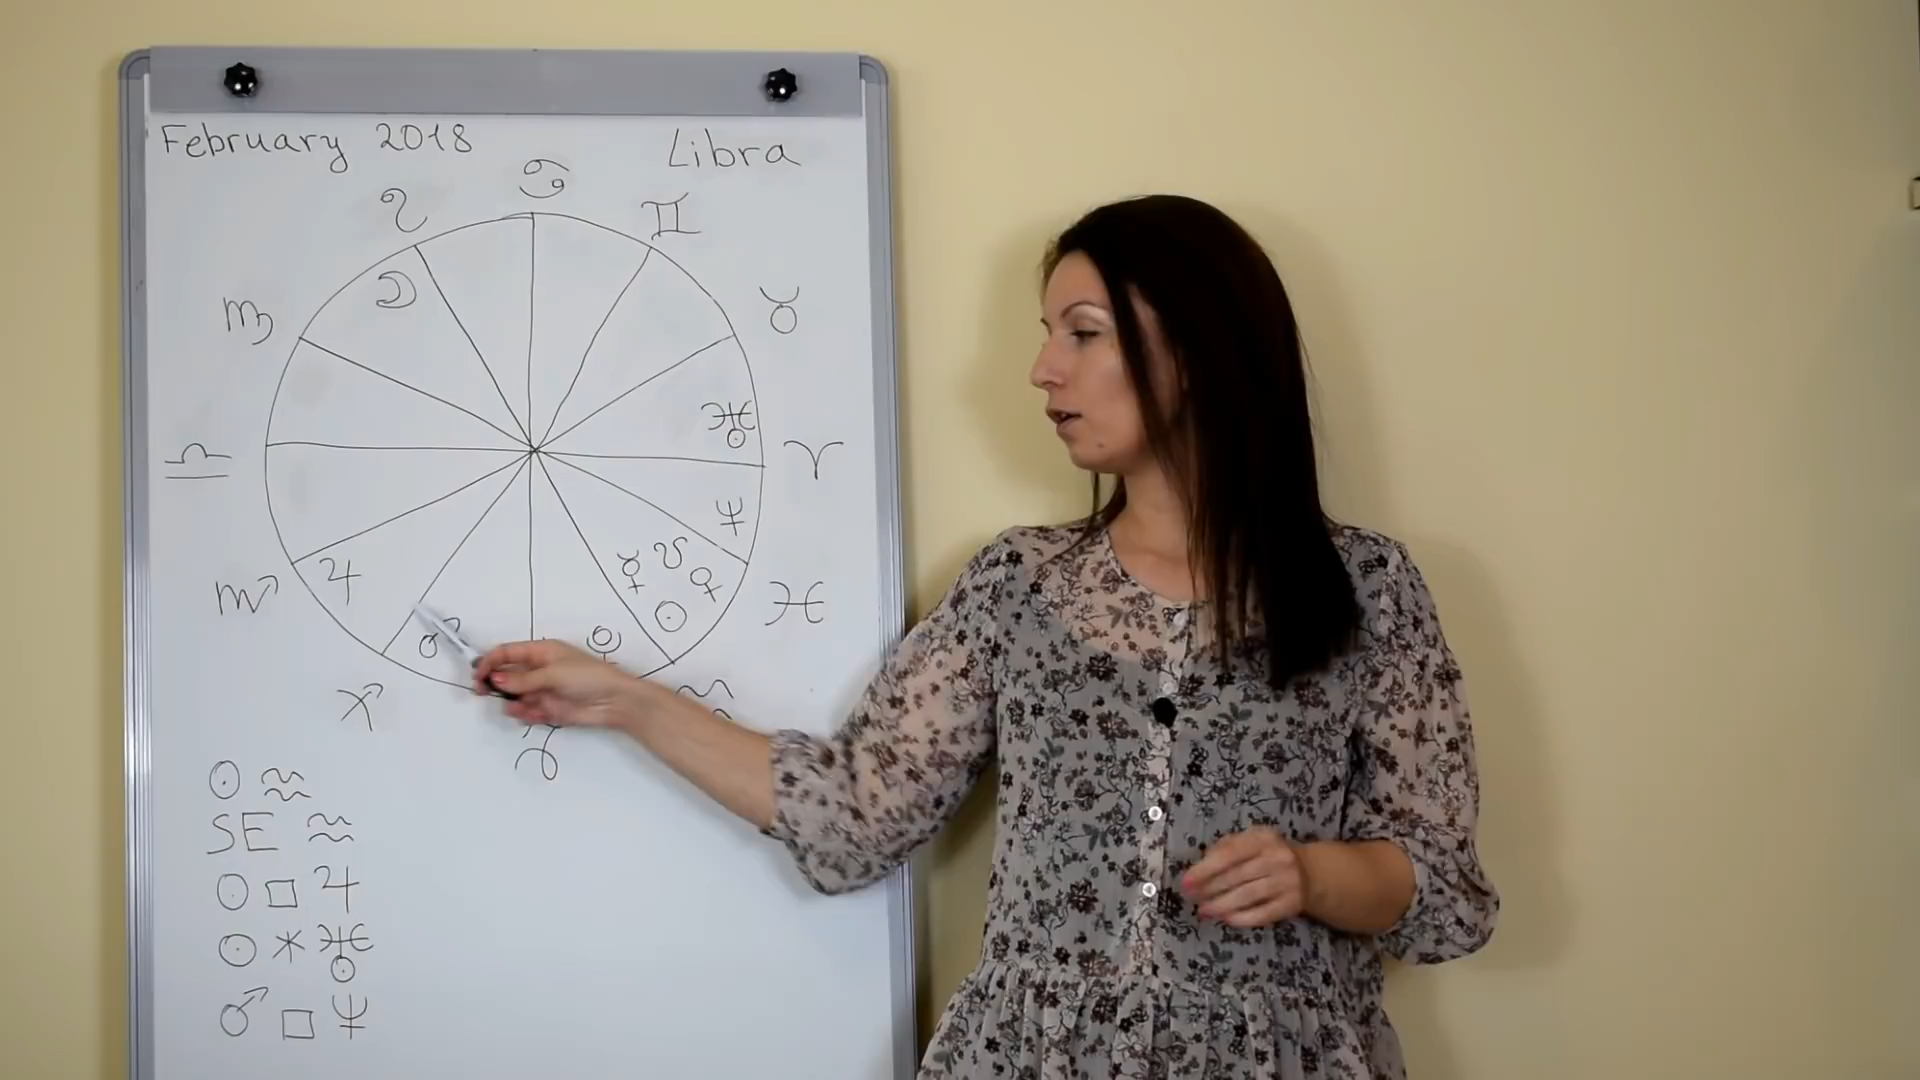 February 2018 Libra
♋
♌ ♊
☽
♍ ♉
♅
♎ ♈
♆
☿ ☊ ♀
♏ ♃ ☉ ♓
♂ ♇
♐ ♒
♑
☉ ♒
SE ♒
☉ □ ♃
☉ ⚹ ♅
♂ □ ♆